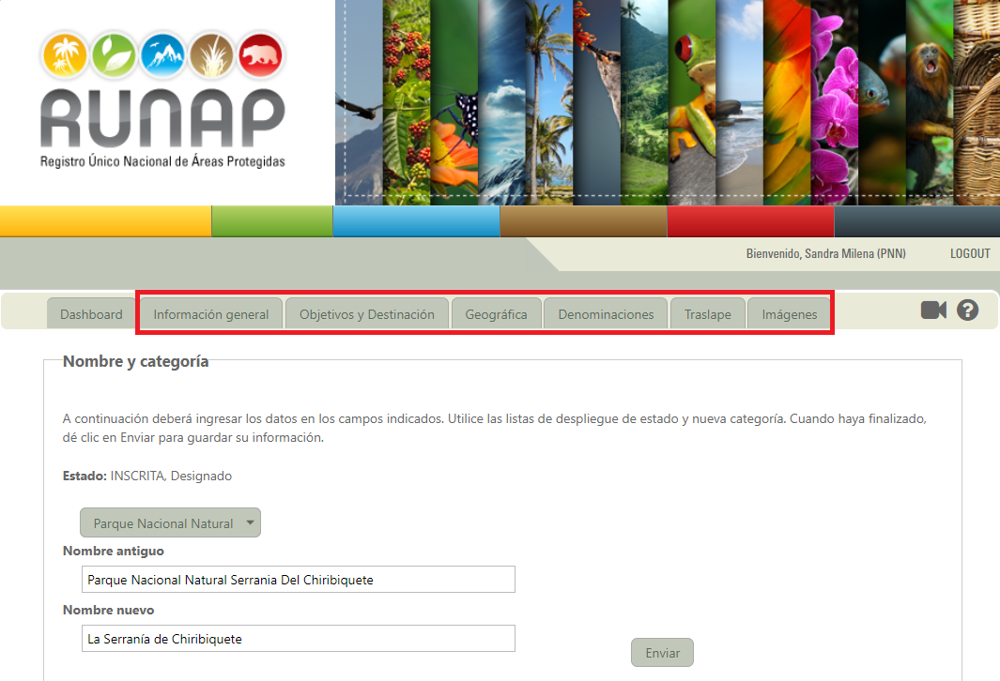 RUNAP
Registro Único Nacional de Áreas Protegidas
Bienvenido, Sandra Milena (PNN) LOGOUT
Dashboard Información general Objetivos y Destinación Geográfica Denominaciones Traslape Imágenes
Nombre y categoría
A continuación deberá ingresar los datos en los campos indicados. Utilice las listas de despliegue de estado y nueva categoría. Cuando haya finalizado,
dé clic en Enviar para guardar su información.
Estado: INSCRITA, Designado
Parque Nacional Natural
Nombre antiguo
Parque Nacional Natural Serrania Del Chiribiquete
Nombre nuevo
La Serranía de Chiribiquete
Enviar